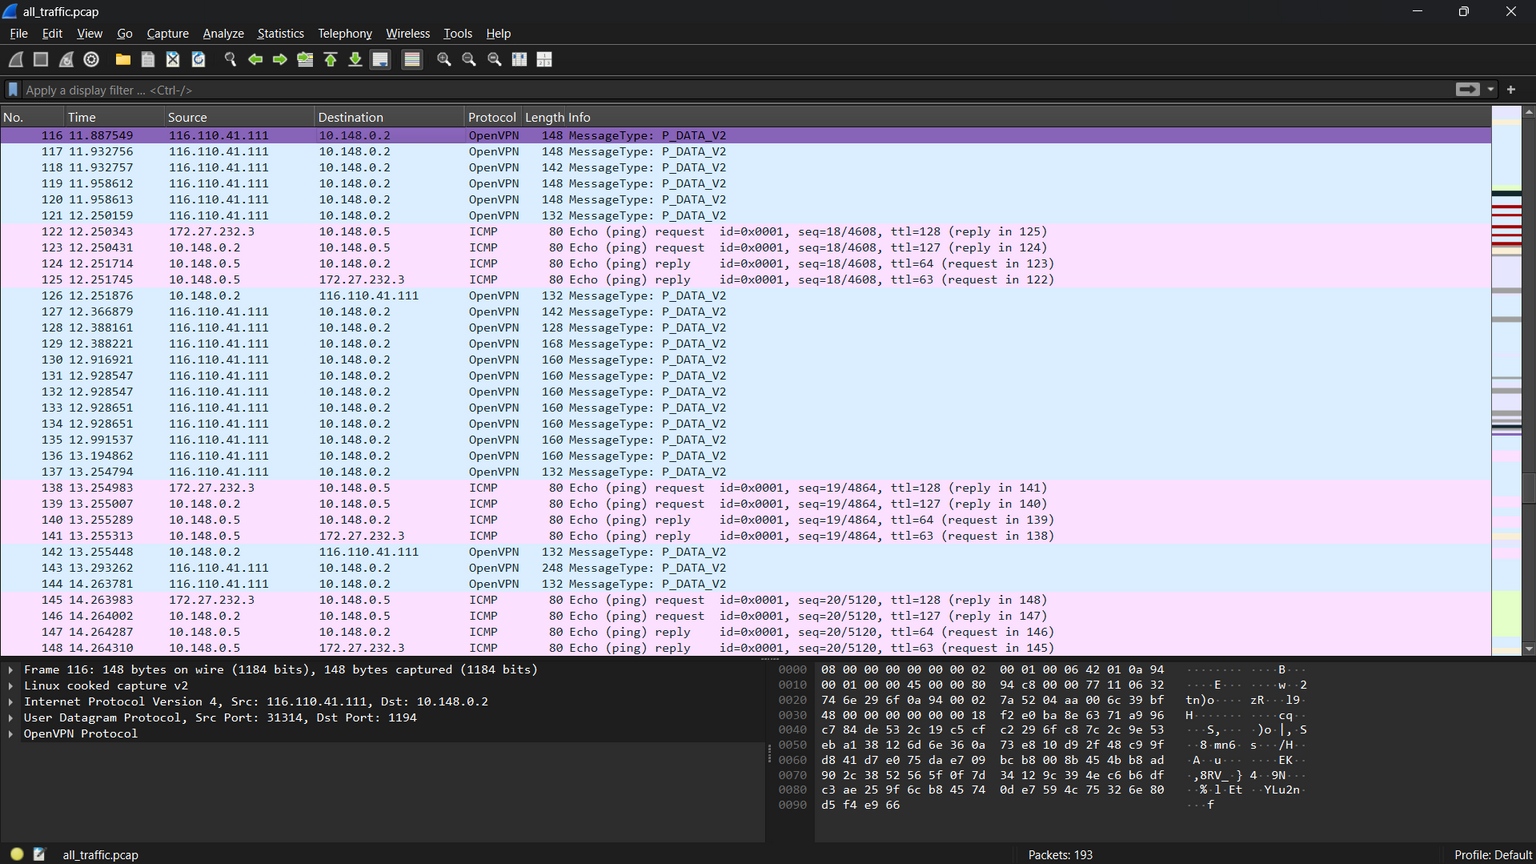 all_traffic.pcap
File Edit View Go Capture Analyze Statistics Telephony Wireless Tools Help
Apply a display filter ... <Ctrl-/>
No. Time Source Destination Protocol Length Info
116 11.887549 116.110.41.111 10.148.0.2 OpenVPN 148 MessageType: P_DATA_V2
117 11.932756 116.110.41.111 10.148.0.2 OpenVPN 148 MessageType: P_DATA_V2
118 11.932757 116.110.41.111 10.148.0.2 OpenVPN 142 MessageType: P_DATA_V2
119 11.958612 116.110.41.111 10.148.0.2 OpenVPN 148 MessageType: P_DATA_V2
120 11.958613 116.110.41.111 10.148.0.2 OpenVPN 148 MessageType: P_DATA_V2
121 12.250159 116.110.41.111 10.148.0.2 OpenVPN 132 MessageType: P_DATA_V2
122 12.250343 172.27.232.3 10.148.0.5 ICMP 80 Echo (ping) request id=0x0001, seq=18/4608, ttl=128 (reply in 125)
123 12.250431 10.148.0.2 10.148.0.5 ICMP 80 Echo (ping) request id=0x0001, seq=18/4608, ttl=127 (reply in 124)
124 12.251714 10.148.0.5 10.148.0.2 ICMP 80 Echo (ping) reply id=0x0001, seq=18/4608, ttl=64 (request in 123)
125 12.251745 10.148.0.5 172.27.232.3 ICMP 80 Echo (ping) reply id=0x0001, seq=18/4608, ttl=63 (request in 122)
126 12.251876 10.148.0.2 116.110.41.111 OpenVPN 132 MessageType: P_DATA_V2
127 12.366879 116.110.41.111 10.148.0.2 OpenVPN 142 MessageType: P_DATA_V2
128 12.388161 116.110.41.111 10.148.0.2 OpenVPN 128 MessageType: P_DATA_V2
129 12.388221 116.110.41.111 10.148.0.2 OpenVPN 168 MessageType: P_DATA_V2
130 12.916921 116.110.41.111 10.148.0.2 OpenVPN 160 MessageType: P_DATA_V2
131 12.928547 116.110.41.111 10.148.0.2 OpenVPN 160 MessageType: P_DATA_V2
132 12.928547 116.110.41.111 10.148.0.2 OpenVPN 160 MessageType: P_DATA_V2
133 12.928651 116.110.41.111 10.148.0.2 OpenVPN 160 MessageType: P_DATA_V2
134 12.928651 116.110.41.111 10.148.0.2 OpenVPN 160 MessageType: P_DATA_V2
135 12.991537 116.110.41.111 10.148.0.2 OpenVPN 160 MessageType: P_DATA_V2
136 13.194862 116.110.41.111 10.148.0.2 OpenVPN 160 MessageType: P_DATA_V2
137 13.254794 116.110.41.111 10.148.0.2 OpenVPN 132 MessageType: P_DATA_V2
138 13.254983 172.27.232.3 10.148.0.5 ICMP 80 Echo (ping) request id=0x0001, seq=19/4864, ttl=128 (reply in 141)
139 13.255007 10.148.0.2 10.148.0.5 ICMP 80 Echo (ping) request id=0x0001, seq=19/4864, ttl=127 (reply in 140)
140 13.255289 10.148.0.5 10.148.0.2 ICMP 80 Echo (ping) reply id=0x0001, seq=19/4864, ttl=64 (request in 139)
141 13.255313 10.148.0.5 172.27.232.3 ICMP 80 Echo (ping) reply id=0x0001, seq=19/4864, ttl=63 (request in 138)
142 13.255448 10.148.0.2 116.110.41.111 OpenVPN 132 MessageType: P_DATA_V2
143 13.293262 116.110.41.111 10.148.0.2 OpenVPN 248 MessageType: P_DATA_V2
144 14.263781 116.110.41.111 10.148.0.2 OpenVPN 132 MessageType: P_DATA_V2
145 14.263983 172.27.232.3 10.148.0.5 ICMP 80 Echo (ping) request id=0x0001, seq=20/5120, ttl=128 (reply in 148)
146 14.264002 10.148.0.2 10.148.0.5 ICMP 80 Echo (ping) request id=0x0001, seq=20/5120, ttl=127 (reply in 147)
147 14.264287 10.148.0.5 10.148.0.2 ICMP 80 Echo (ping) reply id=0x0001, seq=20/5120, ttl=64 (request in 146)
148 14.264310 10.148.0.5 172.27.232.3 ICMP 80 Echo (ping) reply id=0x0001, seq=20/5120, ttl=63 (request in 145)
Frame 116: 148 bytes on wire (1184 bits), 148 bytes captured (1184 bits)
Linux cooked capture v2
Internet Protocol Version 4, Src: 116.110.41.111, Dst: 10.148.0.2
User Datagram Protocol, Src Port: 31314, Dst Port: 1194
OpenVPN Protocol
0000 08 00 00 00 00 00 00 02 00 01 00 06 42 01 0a 94 ········ ····B···
0010 00 01 00 00 45 00 00 80 94 c8 00 00 77 11 06 32 ····E··· ····w··2
0020 74 6e 29 6f 0a 94 00 02 7a 52 04 aa 00 6c 39 bf tn)o···· zR···l9·
0030 48 00 00 00 00 00 00 18 f2 e0 ba 8e 63 71 a9 96 H······· ····cq··
0040 c7 84 de 53 2c 19 c5 cf c2 29 6f c8 7c 2c 9e 53 ···S,··· ·)o·|,·S
0050 eb a1 38 12 6d 6e 36 0a 73 e8 10 d9 2f 48 c9 9f ··8·mn6· s···/H··
0060 d8 41 d7 e0 75 da e7 09 bc b8 00 8b 45 4b b8 ad ·A··u··· ····EK··
0070 90 2c 38 52 56 5f 0f 7d 34 12 9c 39 4e c6 b6 df ·,8RV_·} 4··9N···
0080 c3 ae 25 9f 6c b8 45 74 0d e7 59 4c 75 32 6e 80 ··%·l·Et ··YLu2n·
0090 d5 f4 e9 66 ···f
all_traffic.pcap Packets: 193 Profile: Default